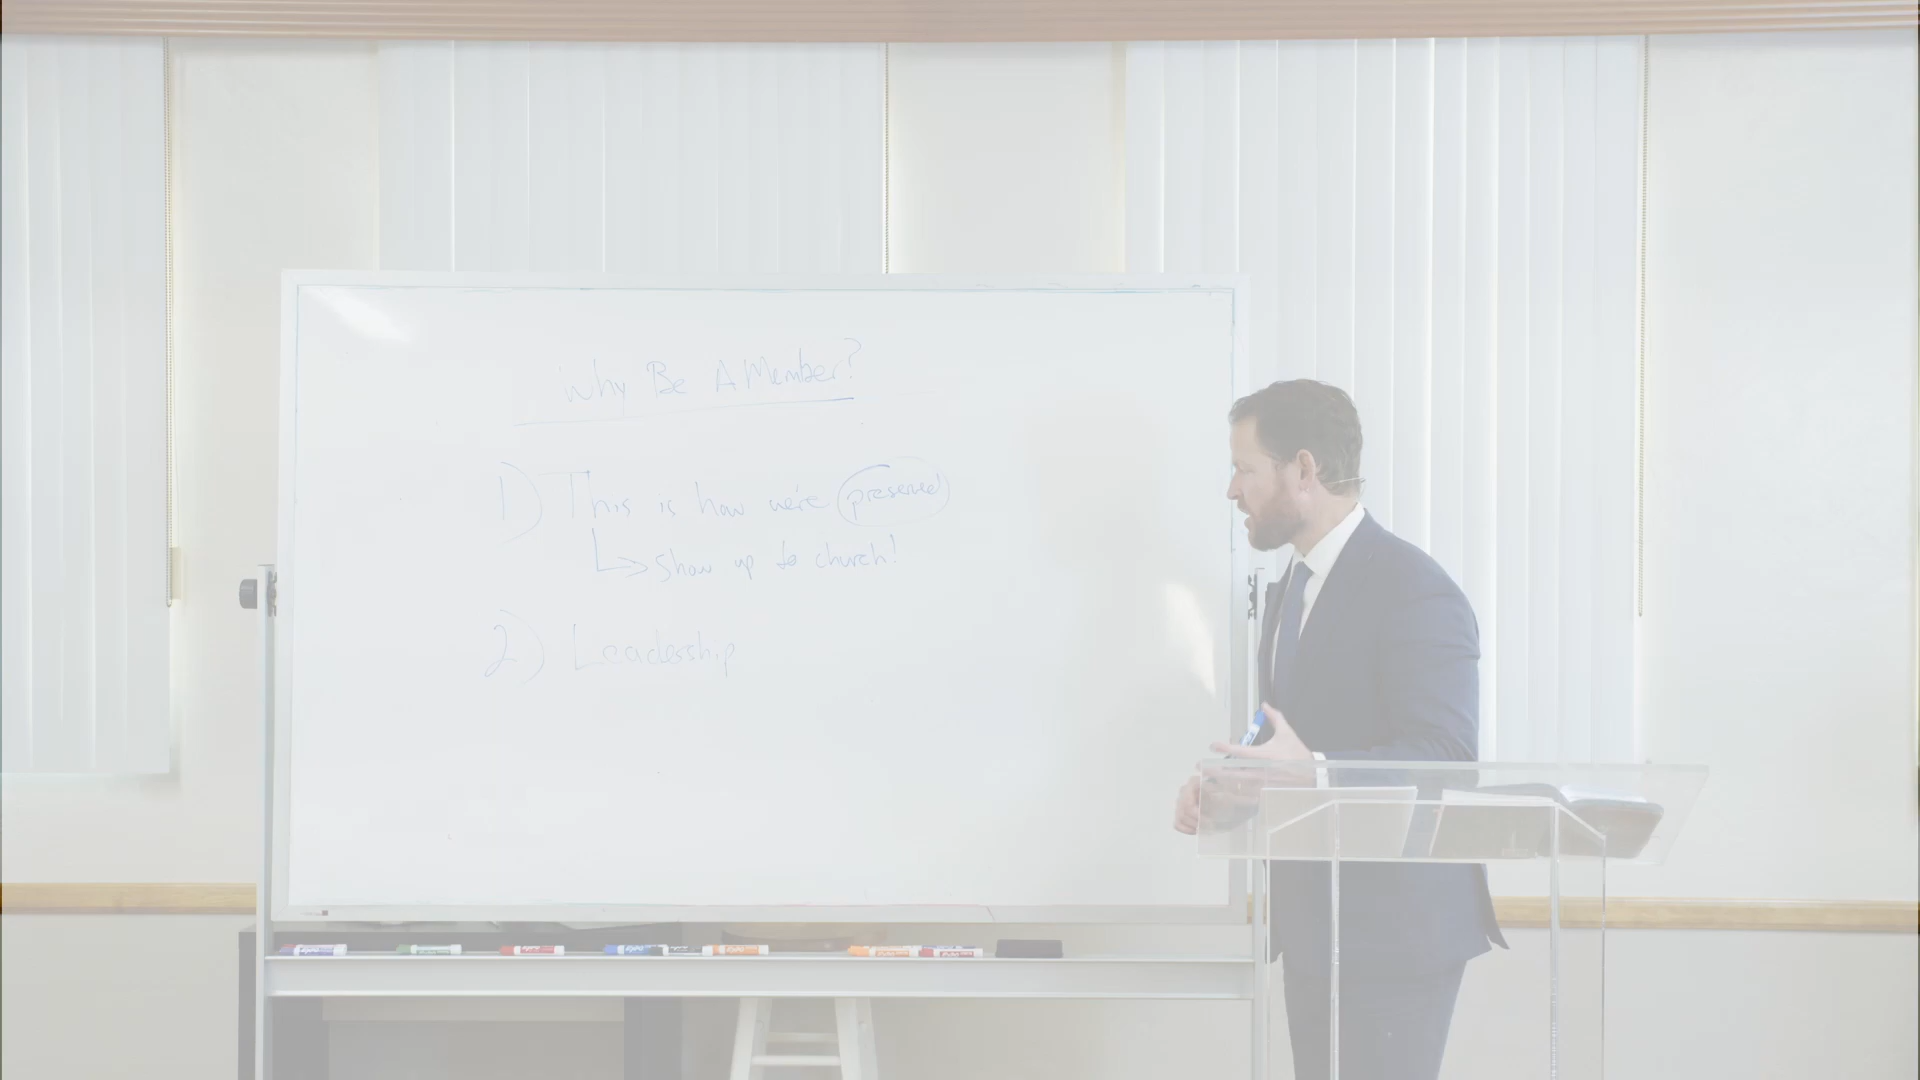 Why Be A Member?
1) This is how we're preserved
↳ Show up to church!
2) Leadership